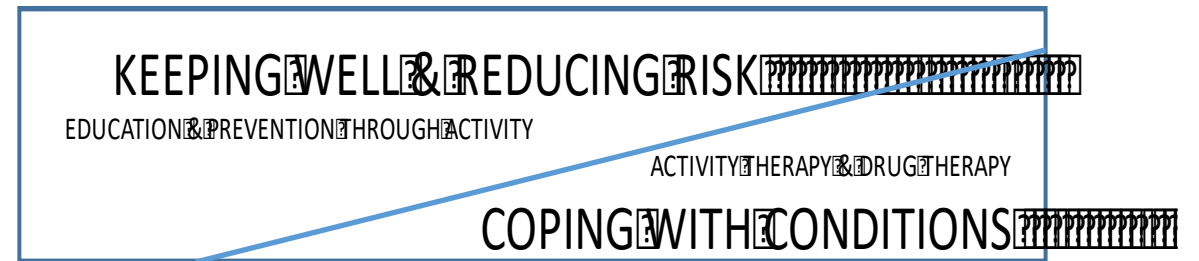 KEEPING WELL & REDUCING RISK
EDUCATION & PREVENTION THROUGH ACTIVITY
ACTIVITY THERAPY & DRUG THERAPY
COPING WITH CONDITIONS